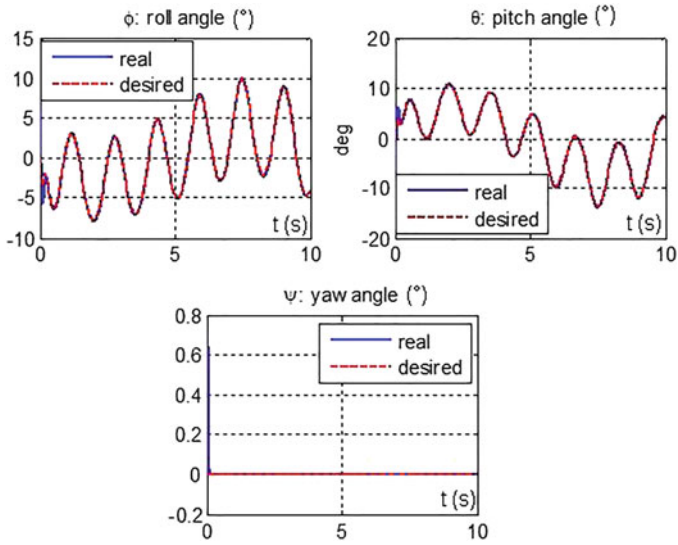 ϕ: roll angle (°)
real
desired
15
10
5
0
-5
-10
0
5
10
t (s)
θ: pitch angle (°)
deg
20
10
0
-10
-20
real
desired
0
5
10
t (s)
Ψ: yaw angle (°)
0.8
0.6
0.4
0.2
0
-0.2
real
desired
t (s)
0
5
10